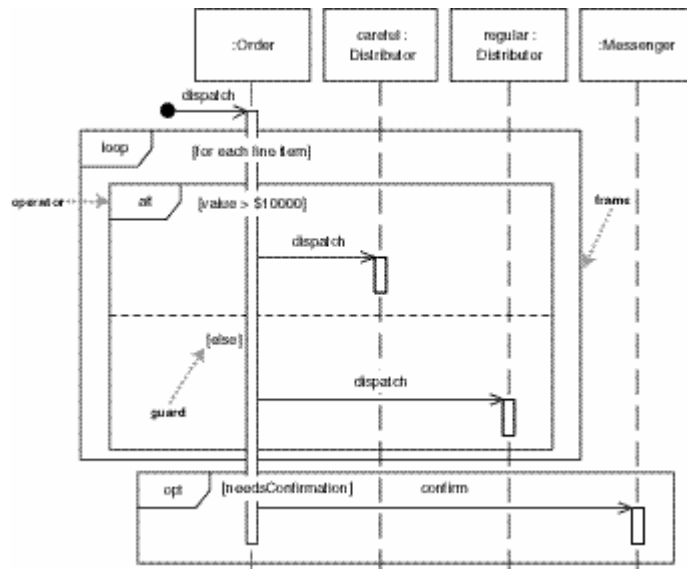 :Order
careful :
Distributor
regular :
Distributor
:Messenger
dispatch
loop
[for each line item]
operator
alt
[value > $10000]
frame
dispatch
[else]
dispatch
guard
opt
[needsConfirmation]
confirm